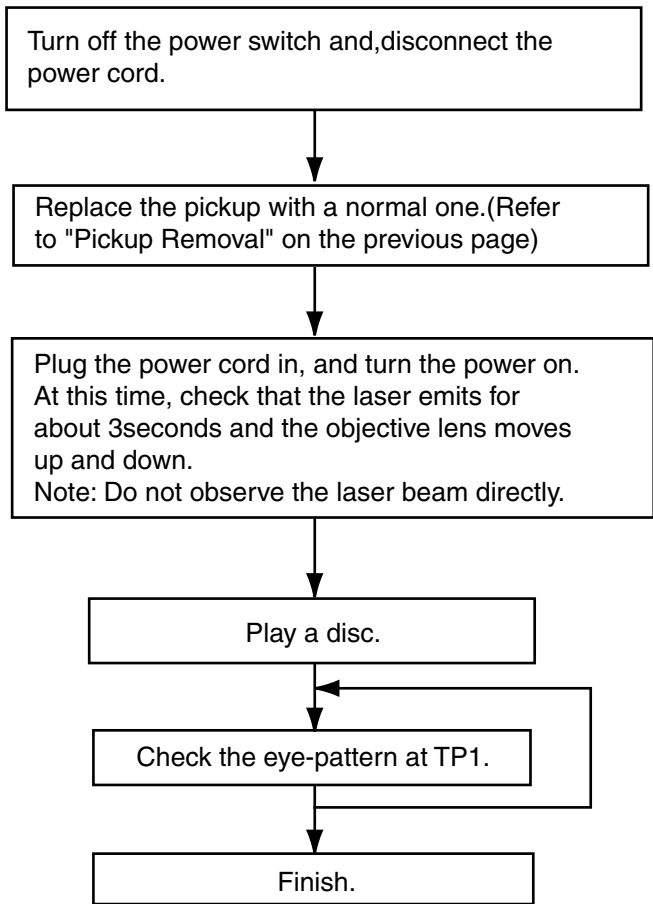 Turn off the power switch and,disconnect the
power cord.
Replace the pickup with a normal one.(Refer
to "Pickup Removal" on the previous page)
Plug the power cord in, and turn the power on.
At this time, check that the laser emits for
about 3seconds and the objective lens moves
up and down.
Note: Do not observe the laser beam directly.
Play a disc.
Check the eye-pattern at TP1.
Finish.